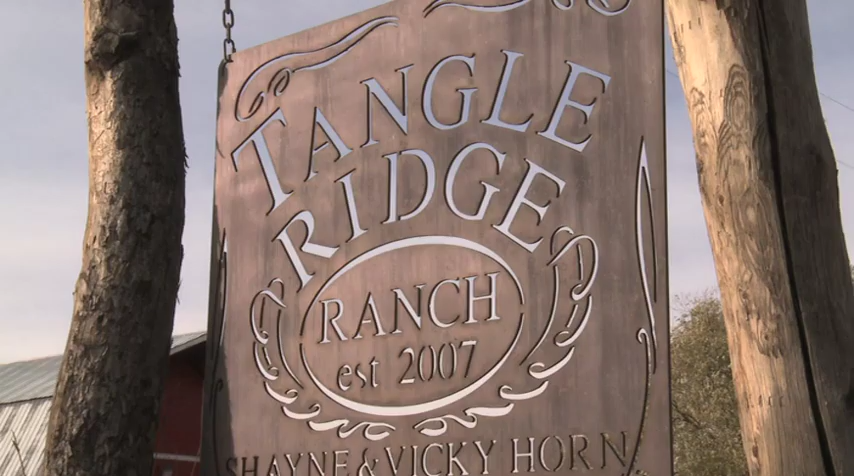 TANGLE
RIDGE
RANCH
est 2007
SHAYNE & VICKY HORN